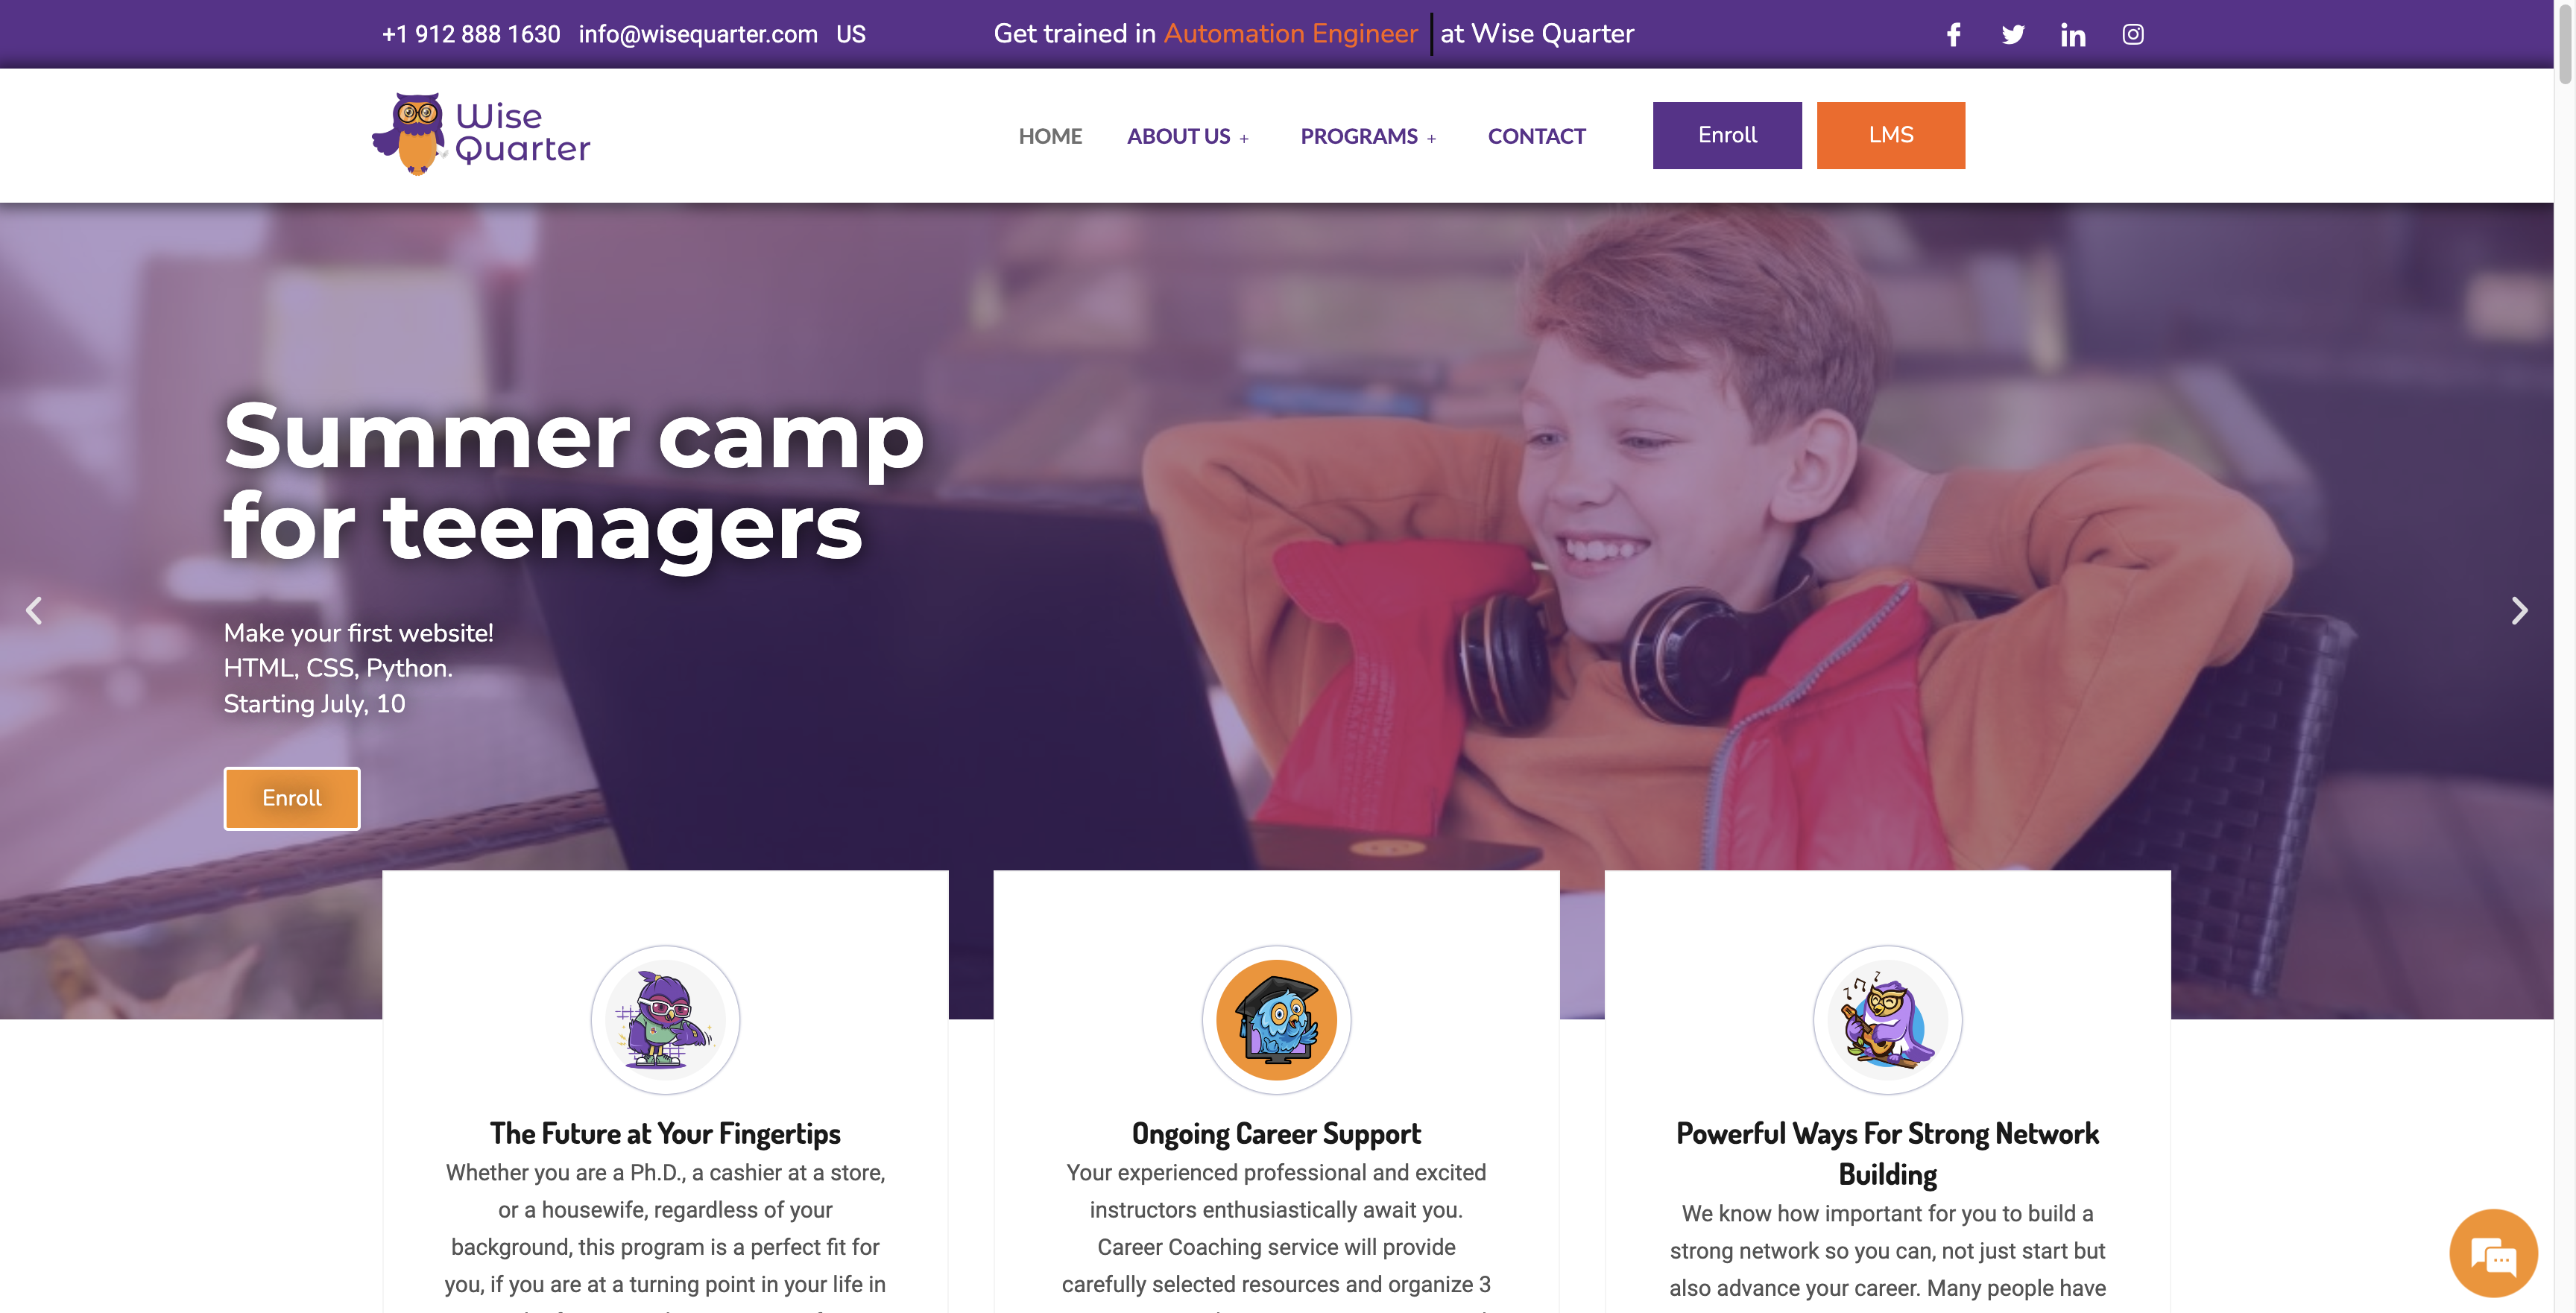 +1 912 888 1630 info@wisequarter.com US
Get trained in Automation Engineer at Wise Quarter
Wise
Quarter
HOME ABOUT US + PROGRAMS + CONTACT Enroll LMS
Summer camp
for teenagers
Make your first website!
HTML, CSS, Python.
Starting July, 10
Enroll
The Future at Your Fingertips
Whether you are a Ph.D., a cashier at a store,
or a housewife, regardless of your
background, this program is a perfect fit for
you, if you are at a turning point in your life in
Ongoing Career Support
Your experienced professional and excited
instructors enthusiastically await you.
Career Coaching service will provide
carefully selected resources and organize 3
Powerful Ways For Strong Network
Building
We know how important for you to build a
strong network so you can, not just start but
also advance your career. Many people have